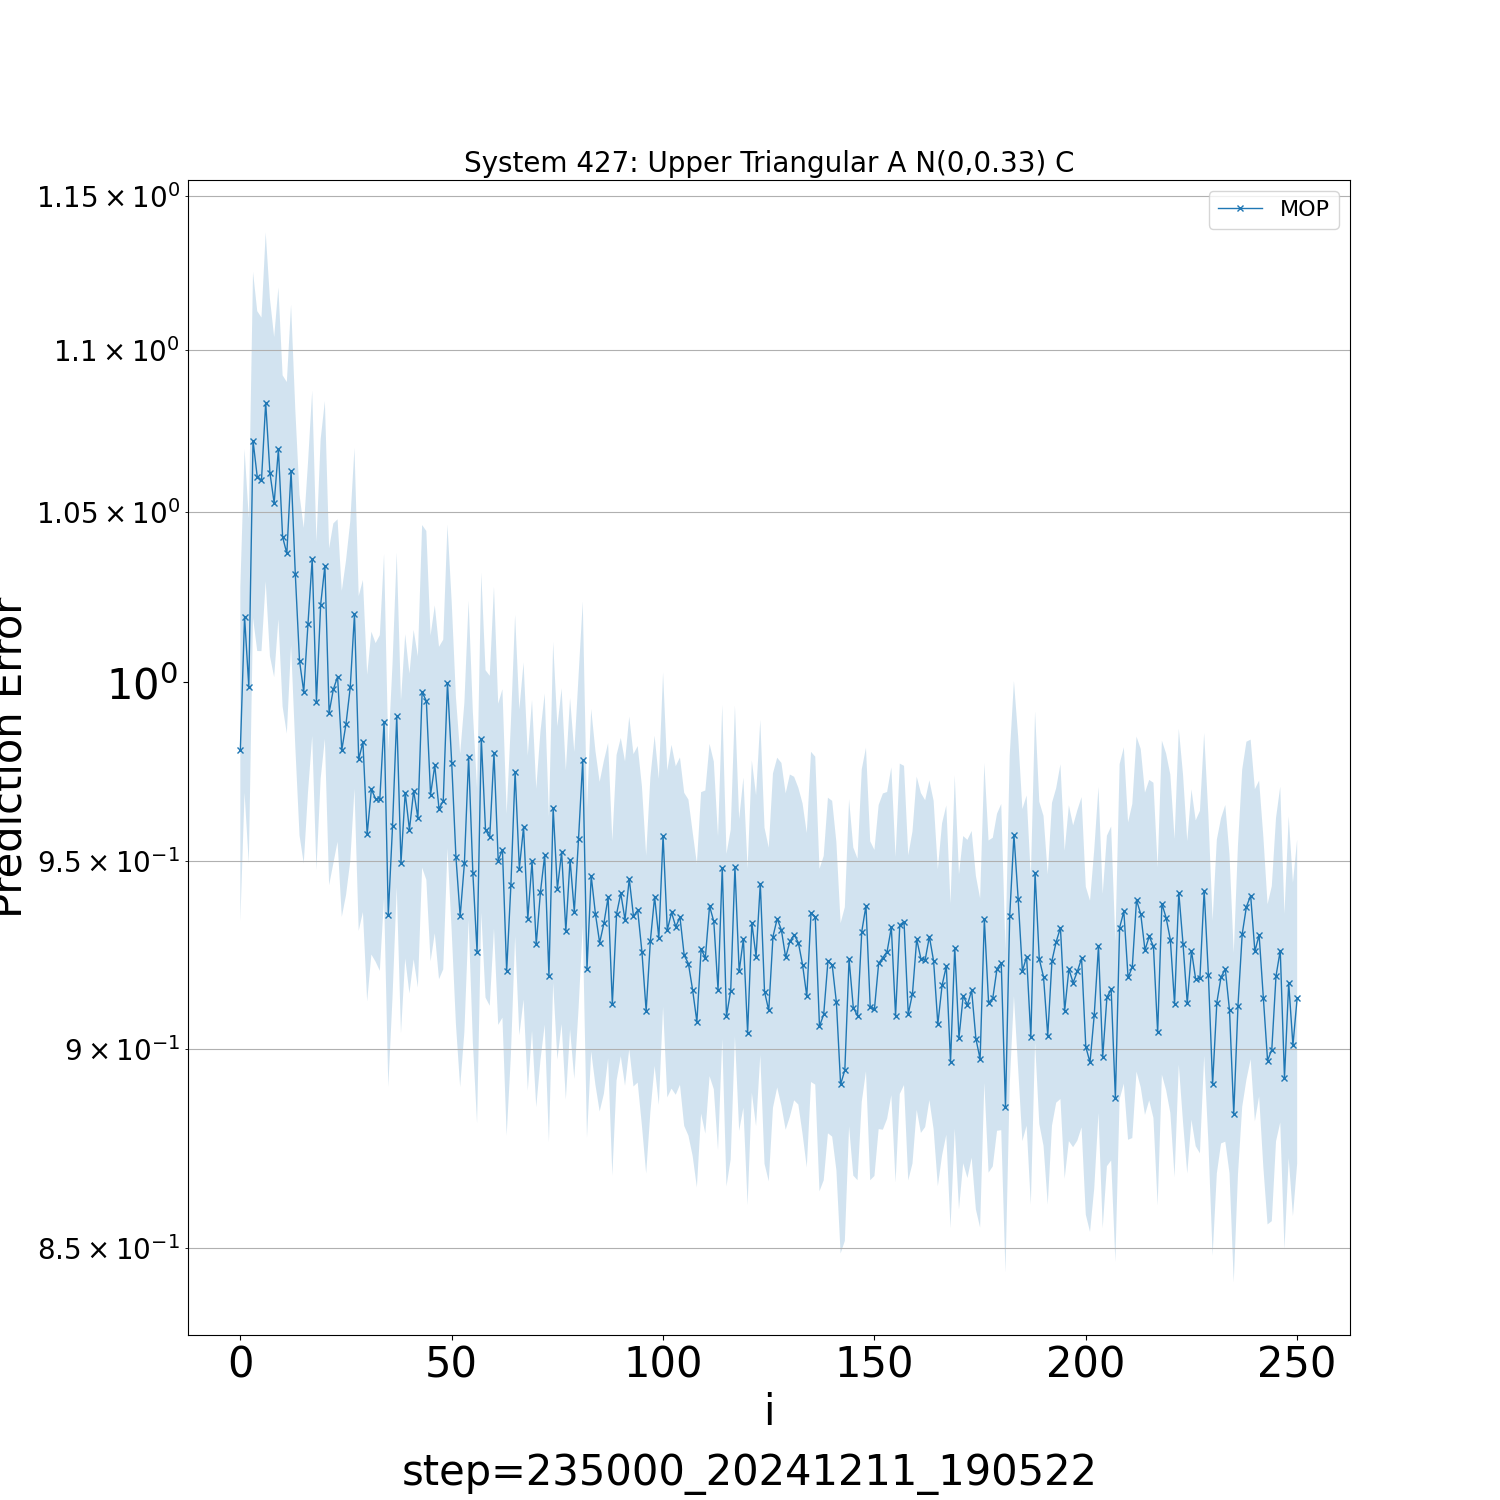 System 427: Upper Triangular A N(0,0.33) C
MOP
Prediction Error
1.15 × 10⁰
1.1 × 10⁰
1.05 × 10⁰
10⁰
9.5 × 10⁻¹
9 × 10⁻¹
8.5 × 10⁻¹
0 50 100 150 200 250
i
step=235000_20241211_190522